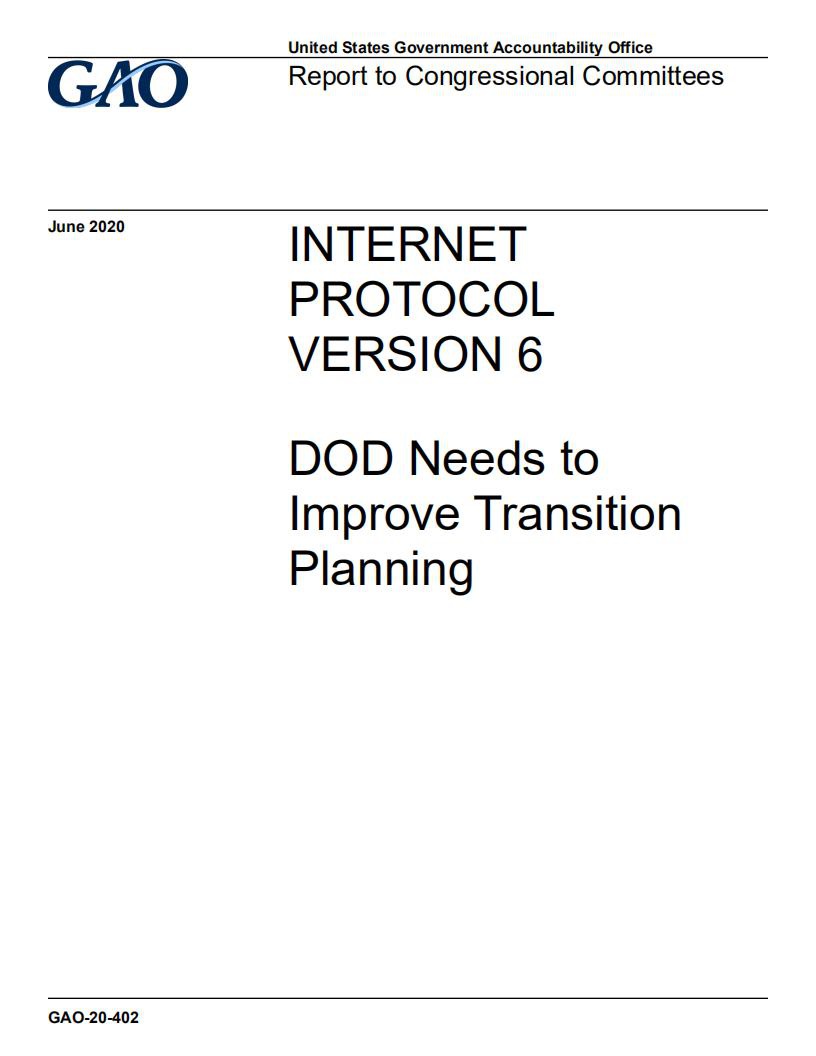 United States Government Accountability Office
GAO
Report to Congressional Committees
June 2020
INTERNET
PROTOCOL
VERSION 6
DOD Needs to
Improve Transition
Planning
GAO-20-402